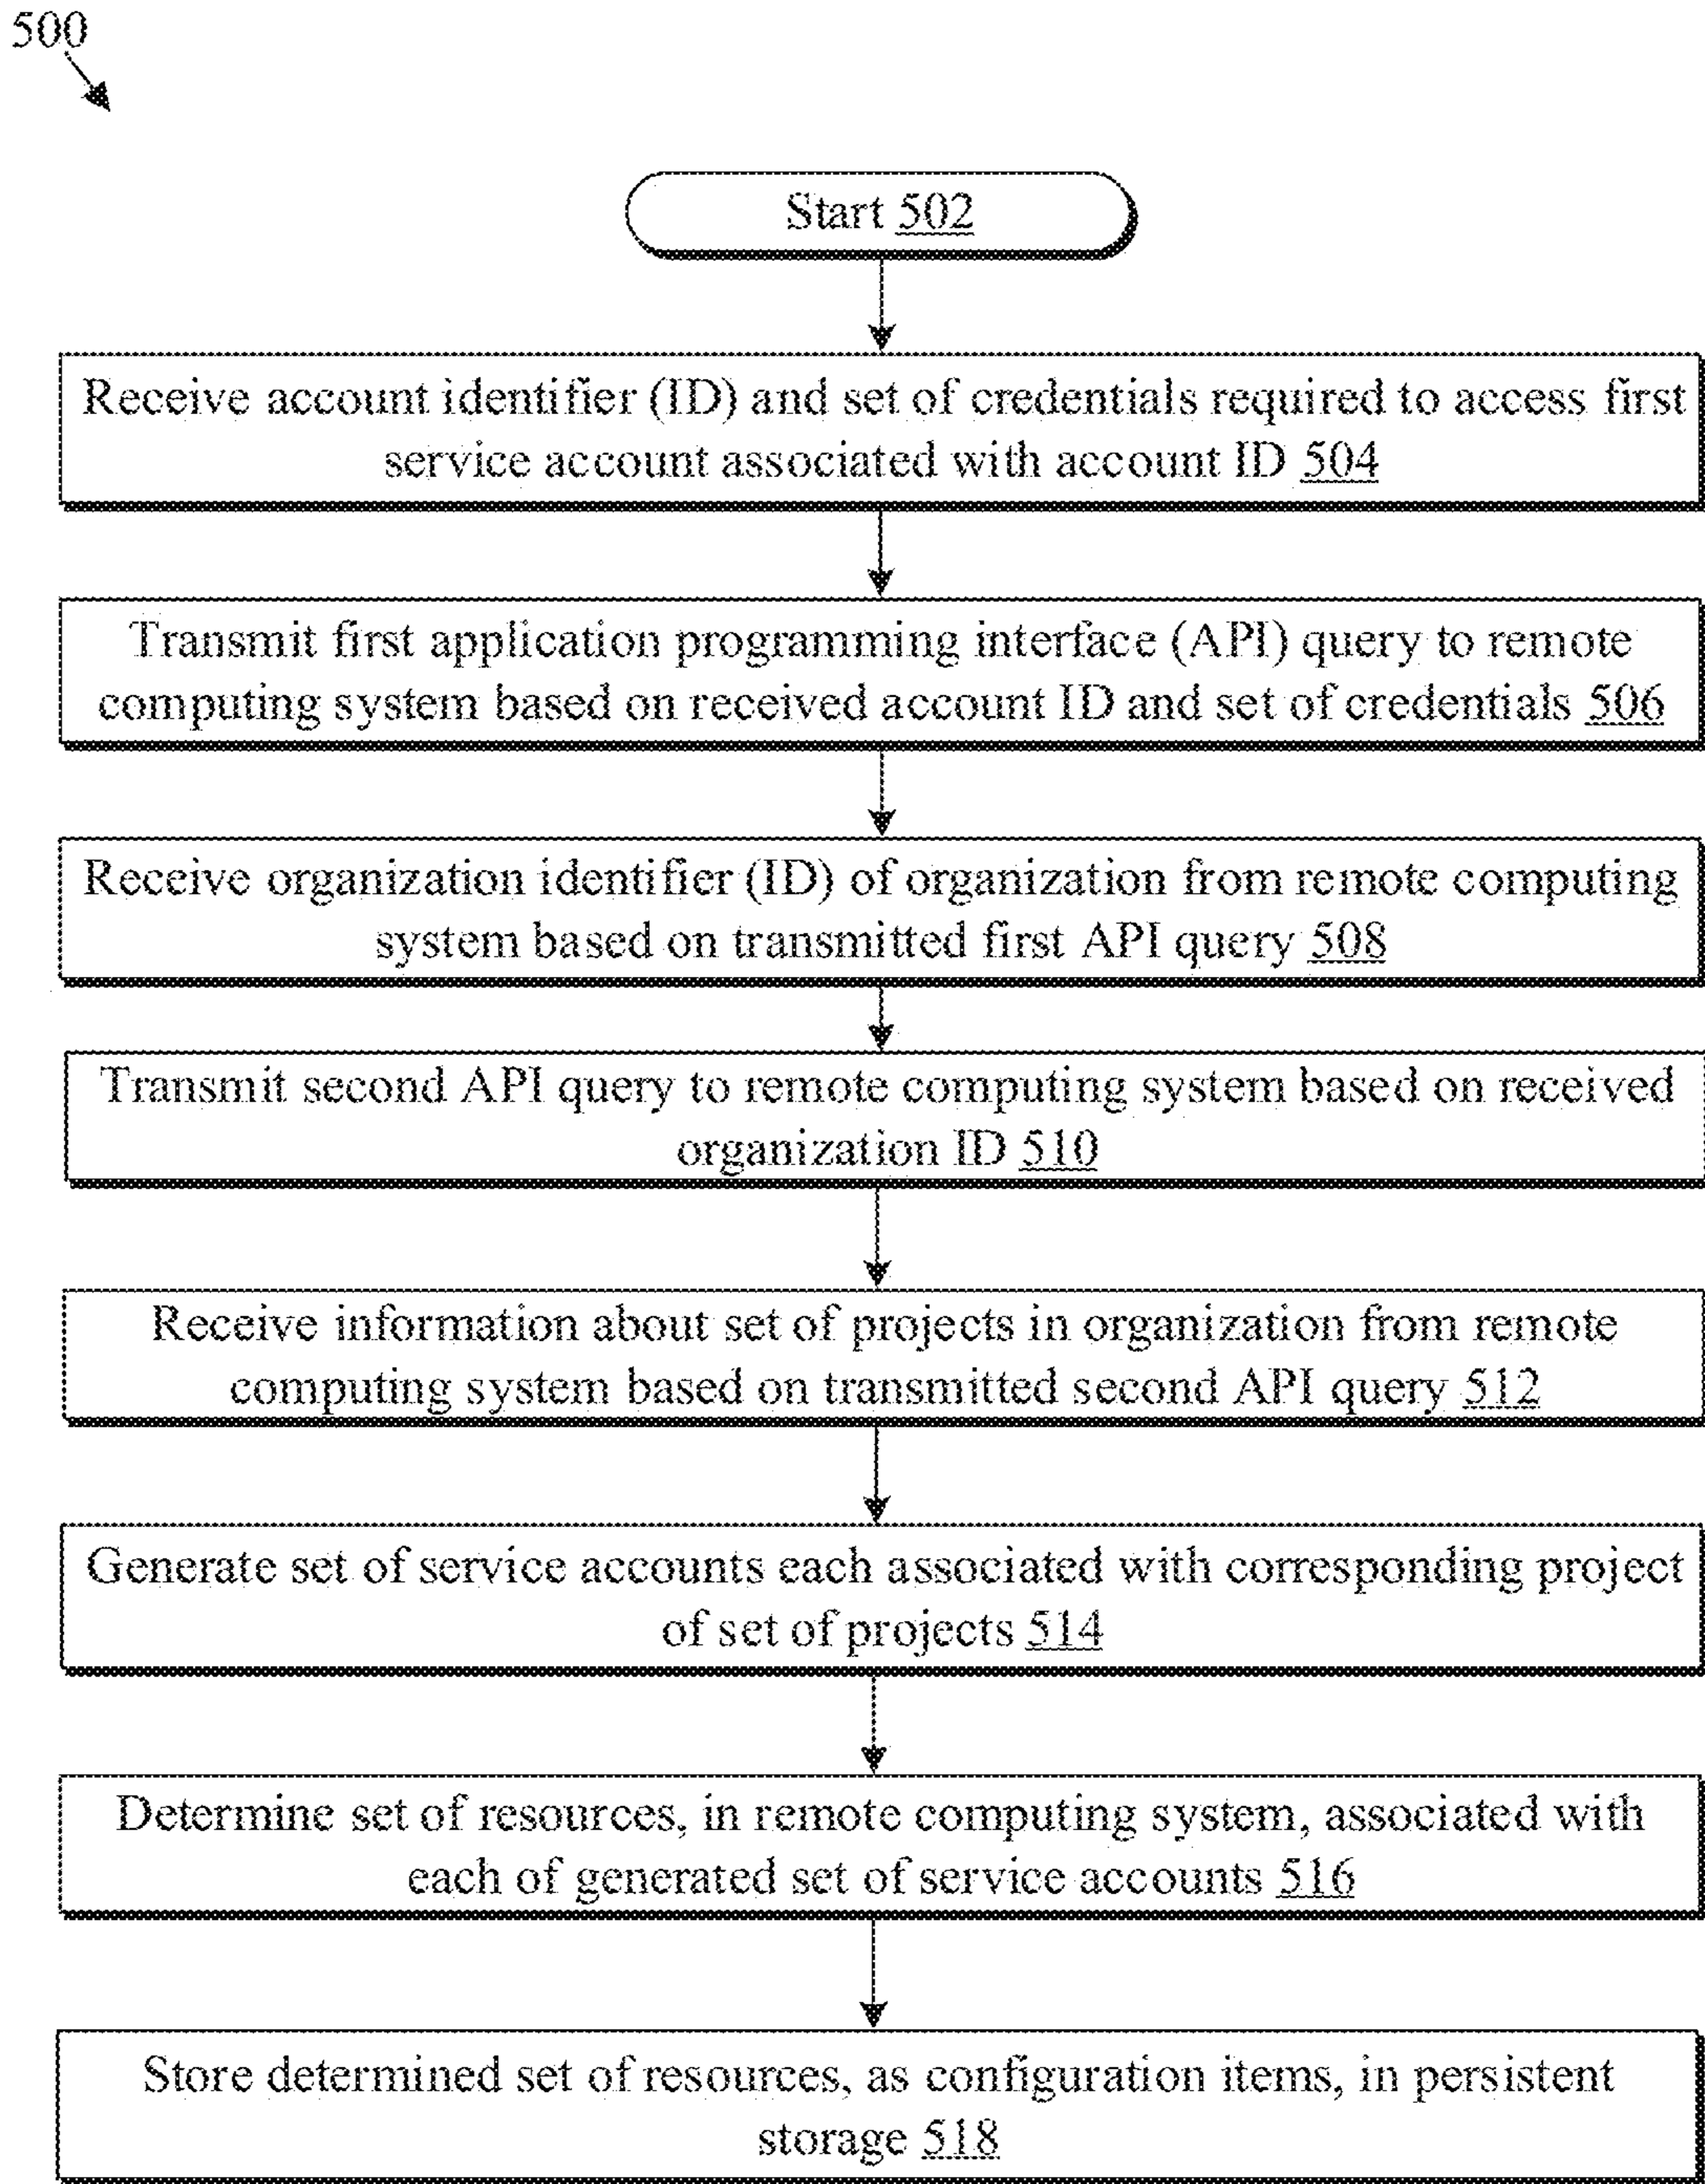 500
Start 502
Receive account identifier (ID) and set of credentials required to access first
service account associated with account ID 504
Transmit first application programming interface (API) query to remote
computing system based on received account ID and set of credentials 506
Receive organization identifier (ID) of organization from remote computing
system based on transmitted first API query 508
Transmit second API query to remote computing system based on received
organization ID 510
Receive information about set of projects in organization from remote
computing system based on transmitted second API query 512
Generate set of service accounts each associated with corresponding project
of set of projects 514
Determine set of resources, in remote computing system, associated with
each of generated set of service accounts 516
Store determined set of resources, as configuration items, in persistent
storage 518